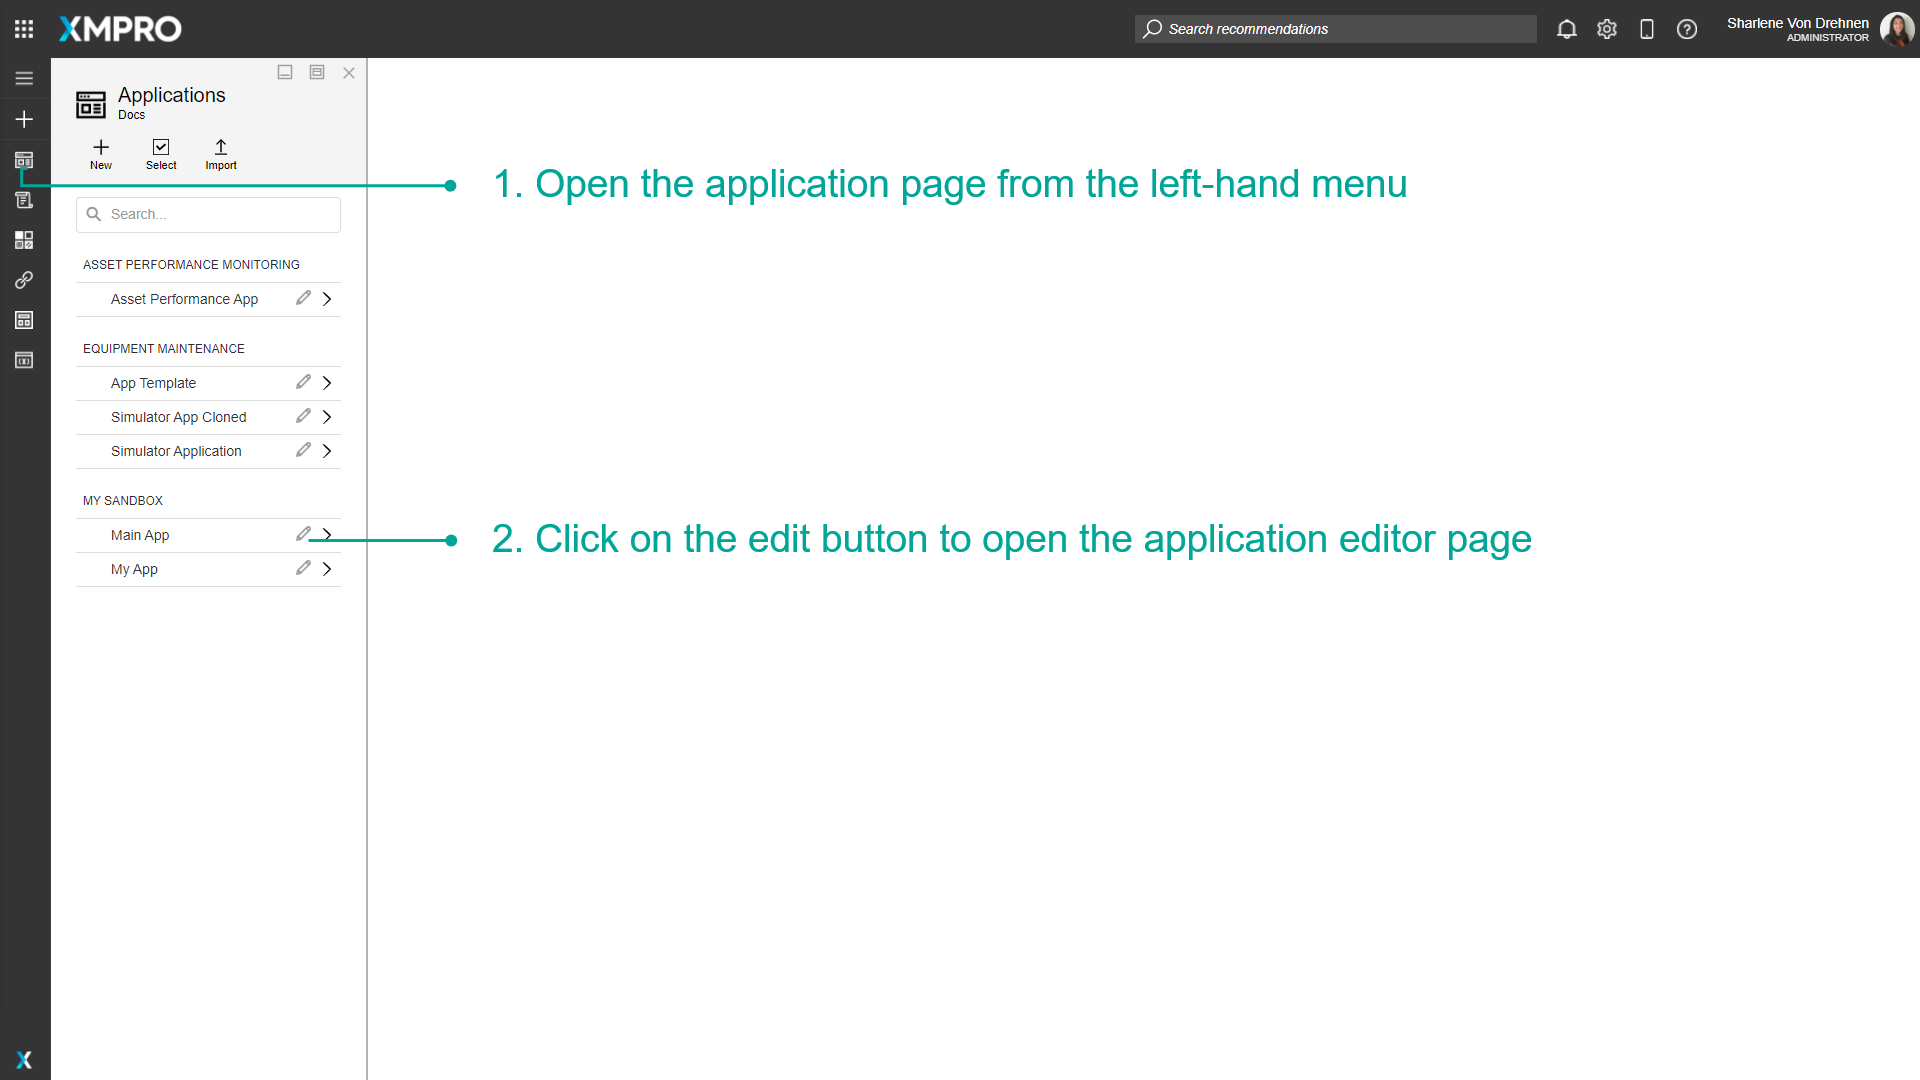 XMPRO
Search recommendations
Sharlene Von Drehnen
ADMINISTRATOR
Applications
Docs
New
Select
Import
1. Open the application page from the left-hand menu
Search...
ASSET PERFORMANCE MONITORING
Asset Performance App
EQUIPMENT MAINTENANCE
App Template
Simulator App Cloned
Simulator Application
MY SANDBOX
Main App
2. Click on the edit button to open the application editor page
My App